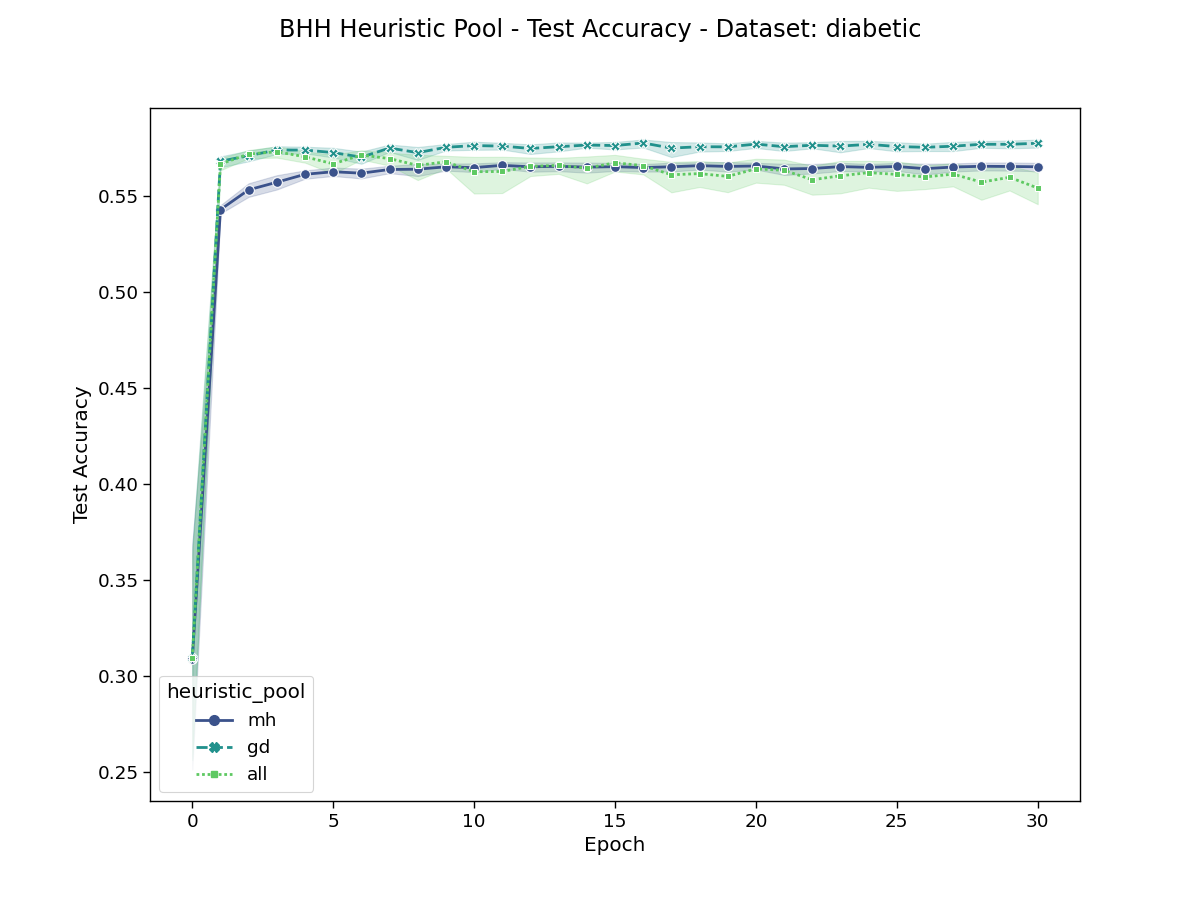 BHH Heuristic Pool - Test Accuracy - Dataset: diabetic
Test Accuracy
0.55
0.50
0.45
0.40
0.35
0.30
0.25
heuristic_pool
mh
gd
all
0 5 10 15 20 25 30
Epoch